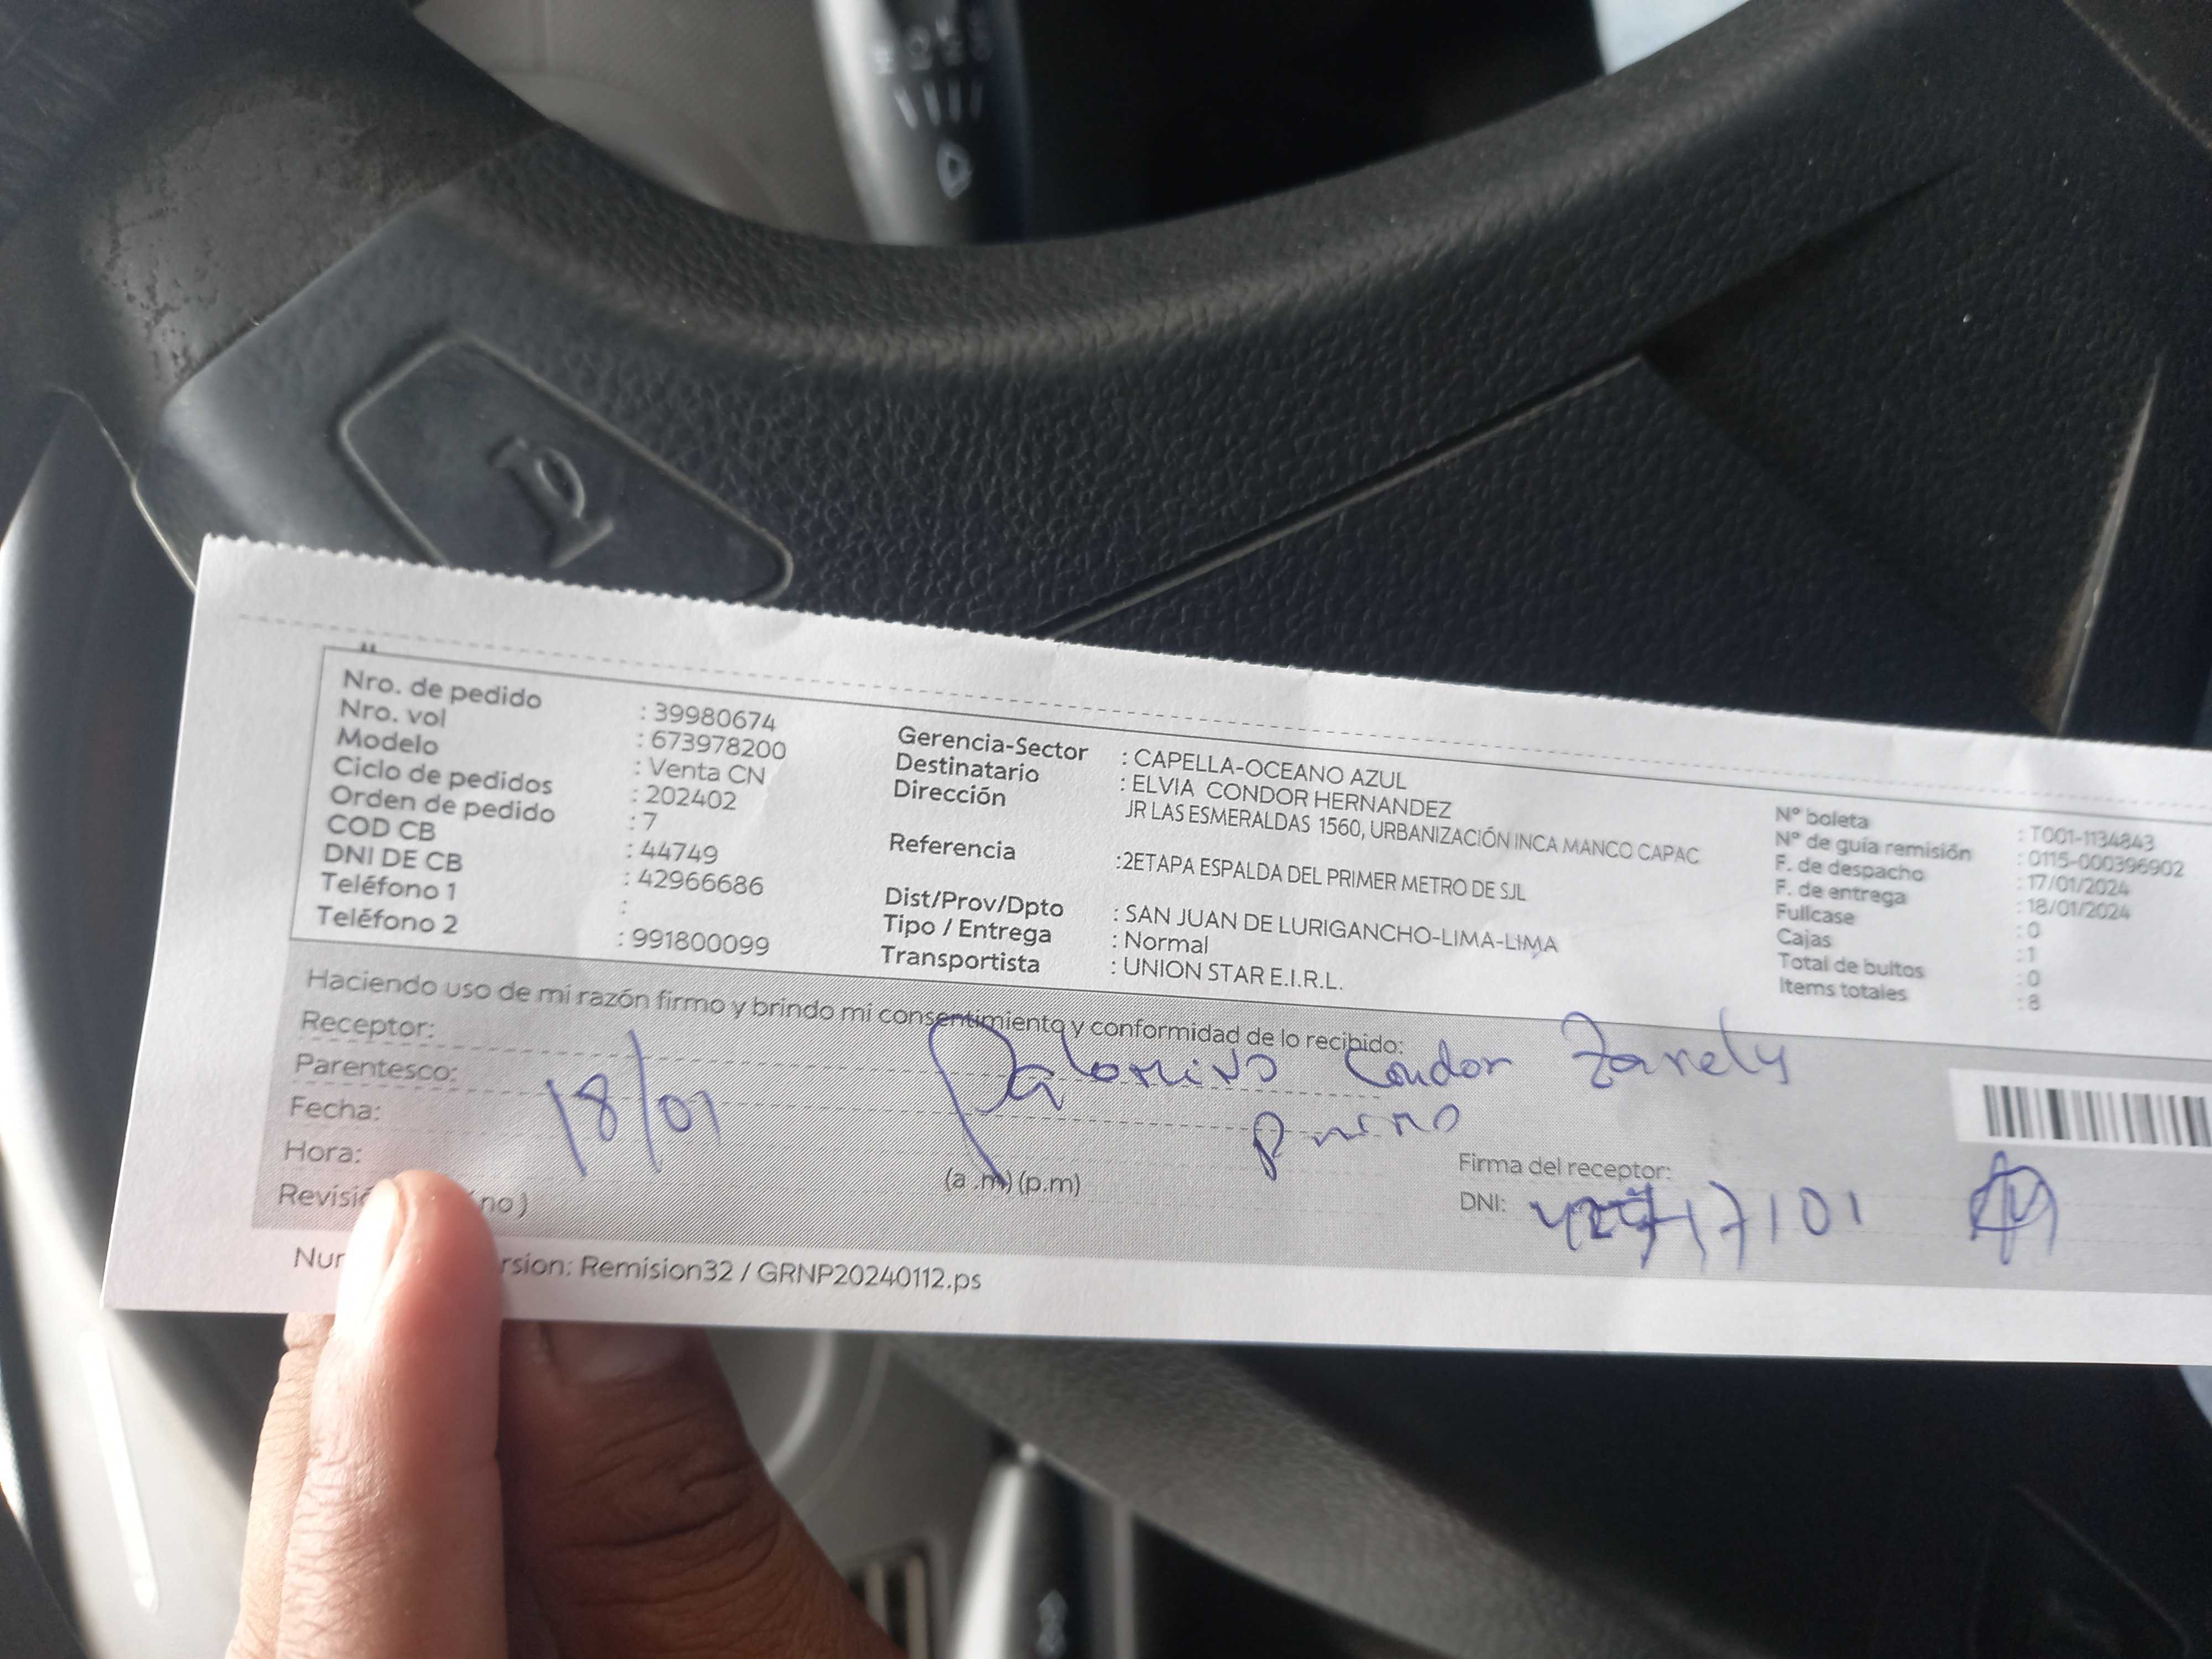 Nro. de pedido : 39980674
Nro. vol : 673978200
Modelo : Venta CN
Ciclo de pedidos : 202402
Orden de pedido : 7
COD CB : 44749
DNI DE CB : 42966686
Teléfono 1 :
Teléfono 2 : 991800099
Gerencia-Sector : CAPELLA-OCEANO AZUL
Destinatario : ELVIA CONDOR HERNANDEZ
Dirección JR LAS ESMERALDAS 1560, URBANIZACIÓN INCA MANCO CAPAC
Referencia :2ETAPA ESPALDA DEL PRIMER METRO DE SJL
Dist/Prov/Dpto : SAN JUAN DE LURIGANCHO-LIMA-LIMA
Tipo / Entrega : Normal
Transportista : UNION STAR E.I.R.L.
N° boleta : T001-1134843
N° de guía remisión : 0115-000396902
F. de despacho : 17/01/2024
F. de entrega : 18/01/2024
Fullcase : 0
Cajas : 1
Total de bultos : 0
Items totales : 8
Haciendo uso de mi razón firmo y brindo mi consentimiento y conformidad de lo recibido:
Receptor: Palomino Condor Zarely
Parentesco:
Fecha: 18/01
Hora: (a .m) (p.m)
Firma del receptor:
DNI: 17101
no )
rsion: Remision32 / GRNP20240112.ps